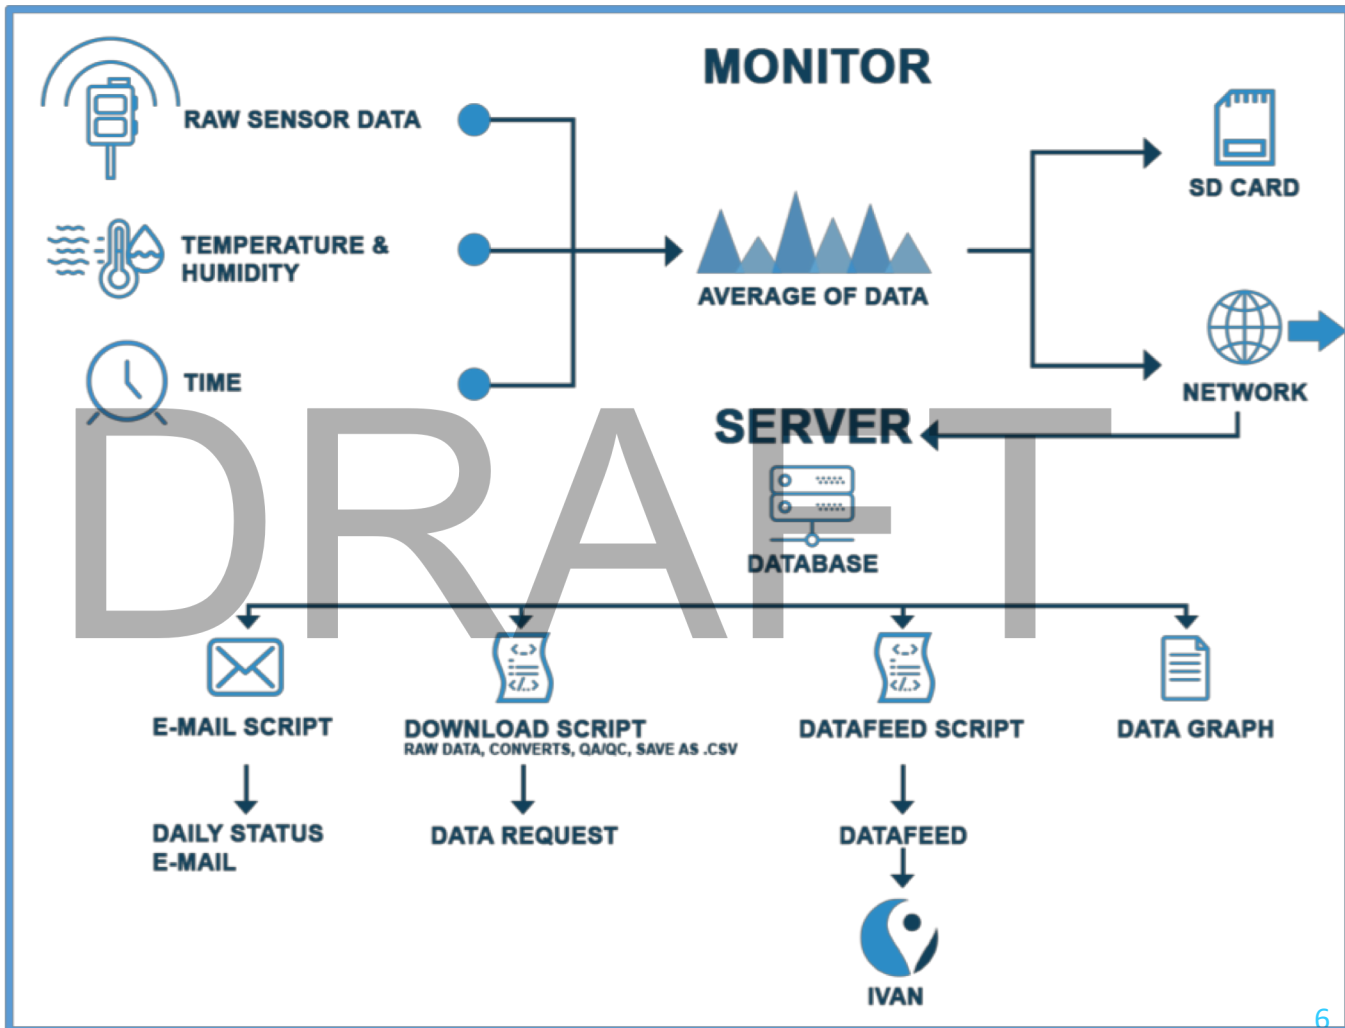 MONITOR
RAW SENSOR DATA
SD CARD
TEMPERATURE &
HUMIDITY
AVERAGE OF DATA
TIME
NETWORK
SERVER
DRAFT
DATABASE
<_>
</..>
<_>
</..>
E-MAIL SCRIPT
DOWNLOAD SCRIPT
RAW DATA, CONVERTS, QA/QC, SAVE AS .CSV
DATAFEED SCRIPT
DATA GRAPH
DAILY STATUS
E-MAIL
DATA REQUEST
DATAFEED
IVAN
6